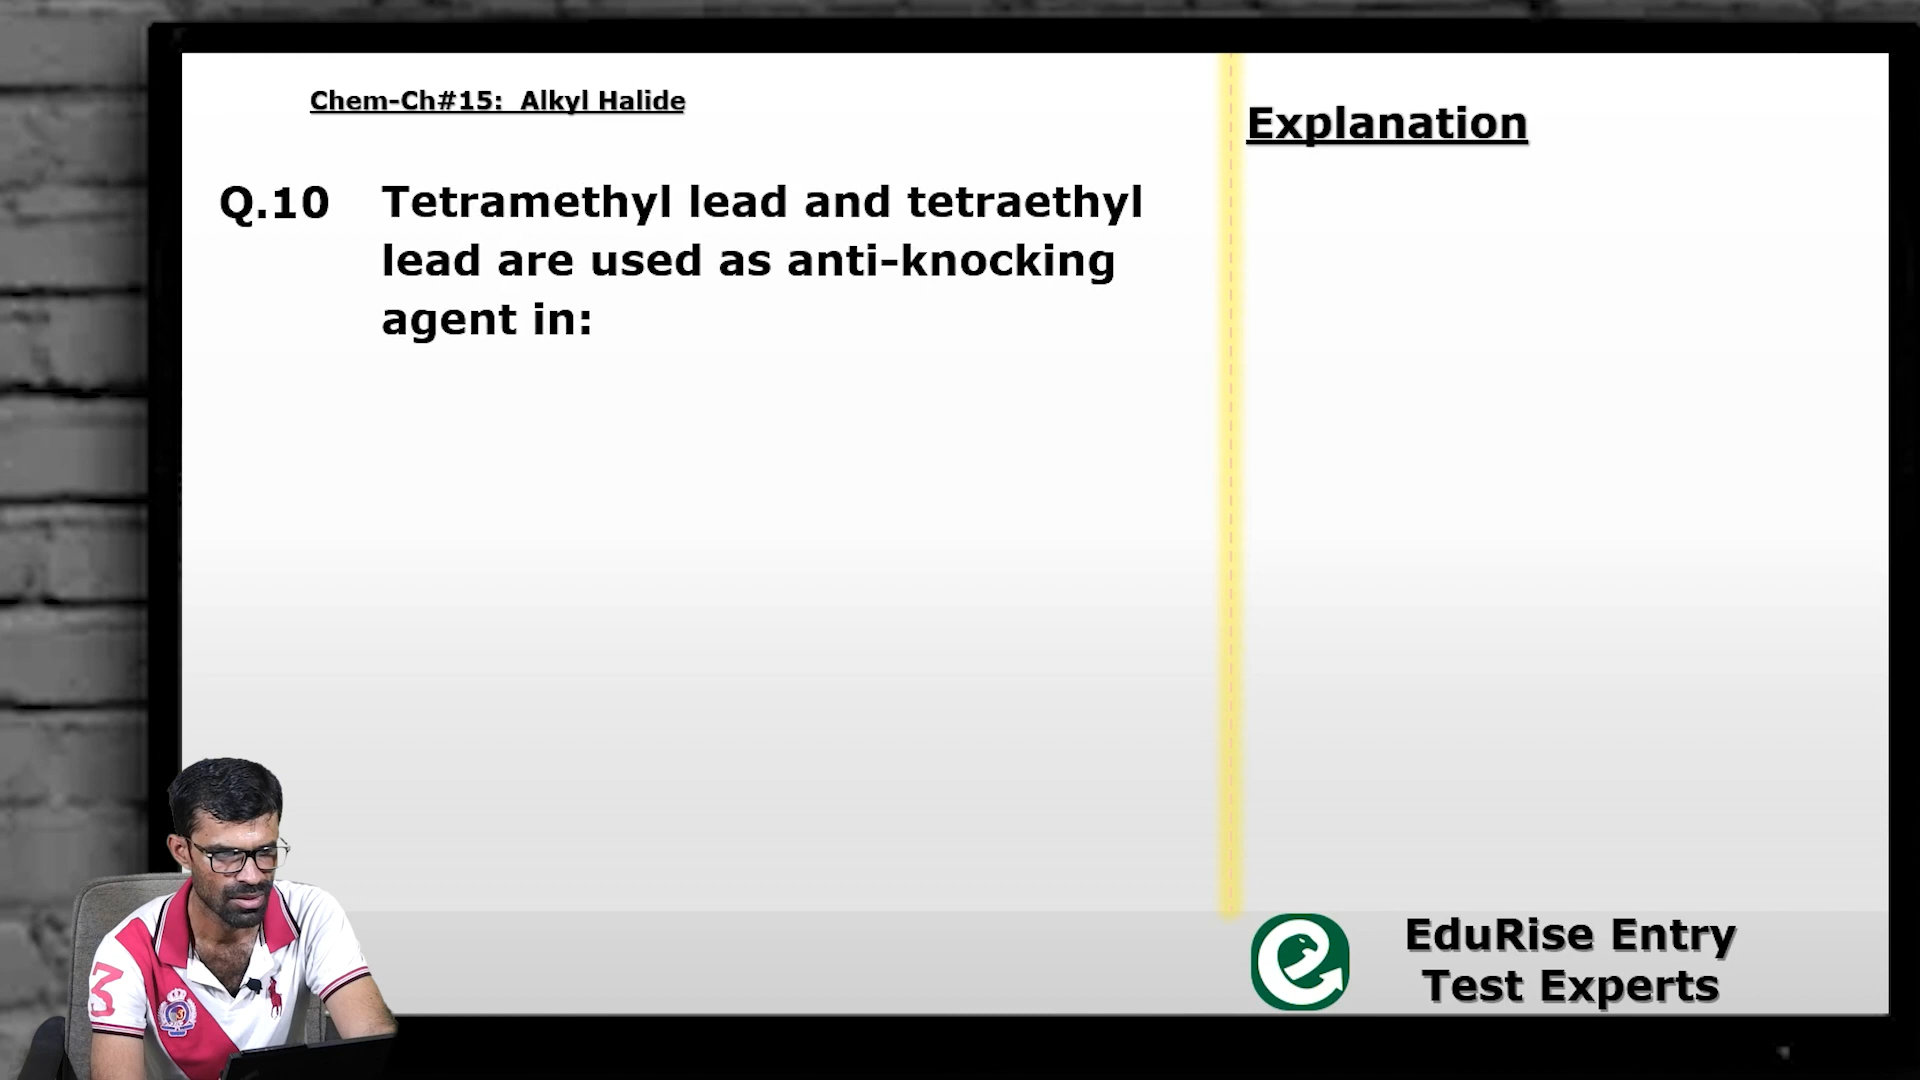 Chem-Ch#15: Alkyl Halide
Explanation
Q.10 Tetramethyl lead and tetraethyl
lead are used as anti-knocking
agent in:
3
EduRise Entry
Test Experts